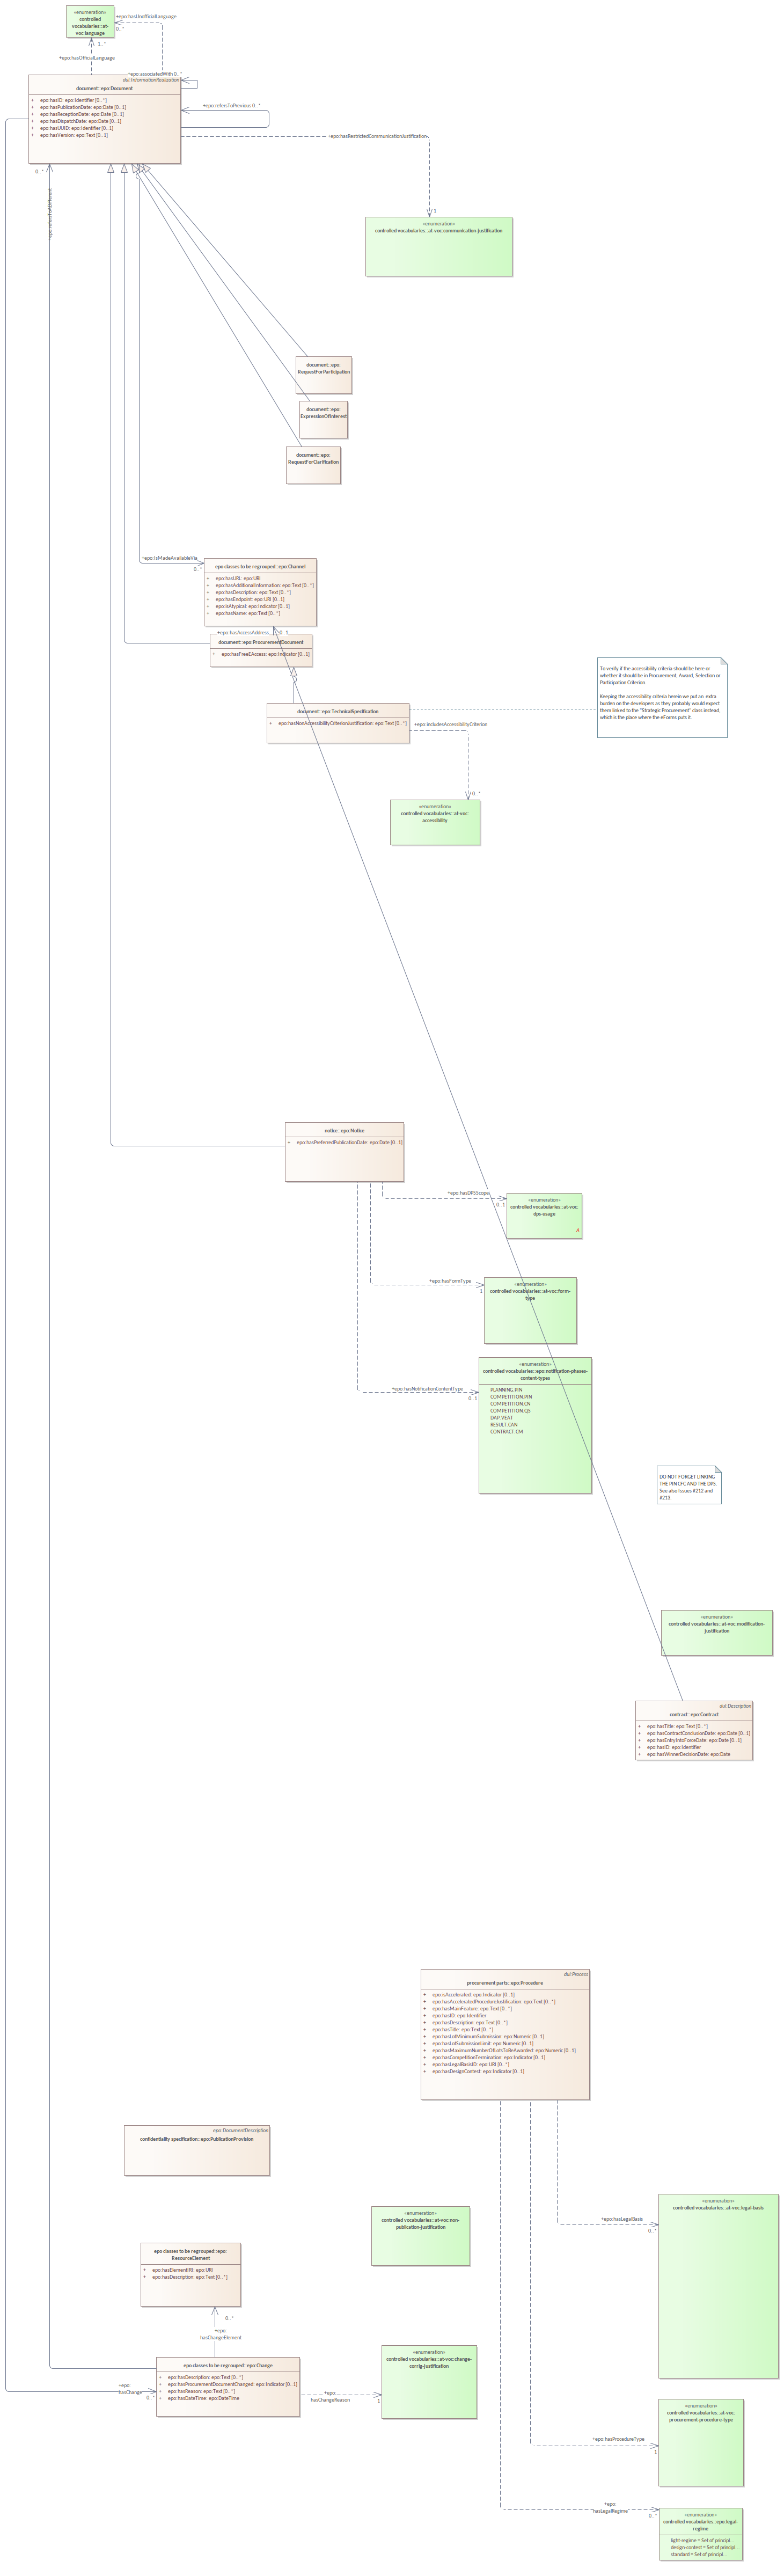 «enumeration»
controlled
vocabularies::at-
voc:language
+epo:hasUnofficialLanguage
0..*
1..*
+epo:hasOfficialLanguage
+epo:associatedWith 0..*
dul:InformationRealization
document::epo:Document
+ epo:hasID: epo:Identifier [0..*]
+ epo:hasPublicationDate: epo:Date [0..1]
+ epo:hasReceptionDate: epo:Date [0..1]
+ epo:hasDispatchDate: epo:Date [0..1]
+ epo:hasUUID: epo:Identifier [0..1]
+ epo:hasVersion: epo:Text [0..1]
+epo:refersToPrevious 0..*
+epo:hasRestrictedCommunicationJustification
0..*
+epo:refersToADifferent
1
«enumeration»
controlled vocabularies::at-voc:communication-justification
document::epo:
RequestForParticipation
document::epo:
ExpressionOfInterest
document::epo:
RequestForClarification
+epo:IsMadeAvailableVia
0..*
epo classes to be regrouped::epo:Channel
+ epo:hasURL: epo:URI
+ epo:hasAdditionalInformation: epo:Text [0..*]
+ epo:hasDescription: epo:Text [0..*]
+ epo:hasEndpoint: epo:URI [0..1]
+ epo:isAtypical: epo:Indicator [0..1]
+ epo:hasName: epo:Text [0..*]
+epo:hasAccessAddress 0..1
document::epo:ProcurementDocument
+ epo:hasFreeEAccess: epo:Indicator [0..1]
document::epo:TechnicalSpecification
+ epo:hasNonAccessibilityCriterionJustification: epo:Text [0..*]
To verify if the accessibility criteria should be here or
whether it should be in Procurement, Award, Selection or
Participation Criterion.
Keeping the accessibility criteria herein we put an extra
burden on the developers as they probably would expect
them linked to the "Strategic Procurement" class instead,
which is the place where the eForms puts it.
+epo:includesAccessibilityCriterion
0..*
«enumeration»
controlled vocabularies::at-voc:
accessibility
notice::epo:Notice
+ epo:hasPreferredPublicationDate: epo:Date [0..1]
+epo:hasDPSScope
0..1
«enumeration»
controlled vocabularies::at-voc:
dps-usage
A
+epo:hasFormType
1
«enumeration»
controlled vocabularies::at-voc:form-
type
+epo:hasNotificationContentType
0..1
«enumeration»
controlled vocabularies::epo:notification-phases-
content-types
PLANNING.PIN
COMPETITION.PIN
COMPETITION.CN
COMPETITION.QS
DAP.VEAT
RESULT.CAN
CONTRACT.CM
DO NOT FORGET LINKING
THE PIN CFC AND THE DPS.
See also Issues #212 and
#213.
«enumeration»
controlled vocabularies::at-voc:modification-
justification
dul:Description
contract::epo:Contract
+ epo:hasTitle: epo:Text [0..*]
+ epo:hasContractConclusionDate: epo:Date [0..1]
+ epo:hasEntryIntoForceDate: epo:Date [0..1]
+ epo:hasID: epo:Identifier
+ epo:hasWinnerDecisionDate: epo:Date
dul:Process
procurement parts::epo:Procedure
+ epo:isAccelerated: epo:Indicator [0..1]
+ epo:hasAcceleratedProcedureJustification: epo:Text [0..*]
+ epo:hasMainFeature: epo:Text [0..*]
+ epo:hasID: epo:Identifier
+ epo:hasDescription: epo:Text [0..*]
+ epo:hasTitle: epo:Text [0..*]
+ epo:hasLotMinimumSubmission: epo:Numeric [0..1]
+ epo:hasLotSubmissionLimit: epo:Numeric [0..1]
+ epo:hasMaximumNumberOfLotsToBeAwarded: epo:Numeric [0..1]
+ epo:hasCompetitionTermination: epo:Indicator [0..1]
+ epo:hasLegalBasisID: epo:URI [0..*]
+ epo:hasDesignContest: epo:Indicator [0..1]
epo:DocumentDescription
confidentiality specification::epo:PublicationProvision
«enumeration»
controlled vocabularies::at-voc:non-
publication-justification
«enumeration»
controlled vocabularies::at-voc:legal-basis
+epo:hasLegalBasis
0..*
epo classes to be regrouped::epo:
ResourceElement
+ epo:hasElementIRI: epo:URI
+ epo:hasDescription: epo:Text [0..*]
0..*
+epo:
hasChangeElement
epo classes to be regrouped::epo:Change
+ epo:hasDescription: epo:Text [0..*]
+ epo:hasProcurementDocumentChanged: epo:Indicator [0..1]
+ epo:hasReason: epo:Text [0..*]
+ epo:hasDateTime: epo:DateTime
+epo:
hasChange
0..*
+epo:
hasChangeReason
1
«enumeration»
controlled vocabularies::at-voc:change-
corrig-justification
«enumeration»
controlled vocabularies::at-voc:
procurement-procedure-type
+epo:hasProcedureType
1
+epo:
hasLegalRegime
0..*
«enumeration»
controlled vocabularies::epo:legal-
regime
light-regime = Set of principl...
design-contest = Set of principl...
standard = Set of principl...